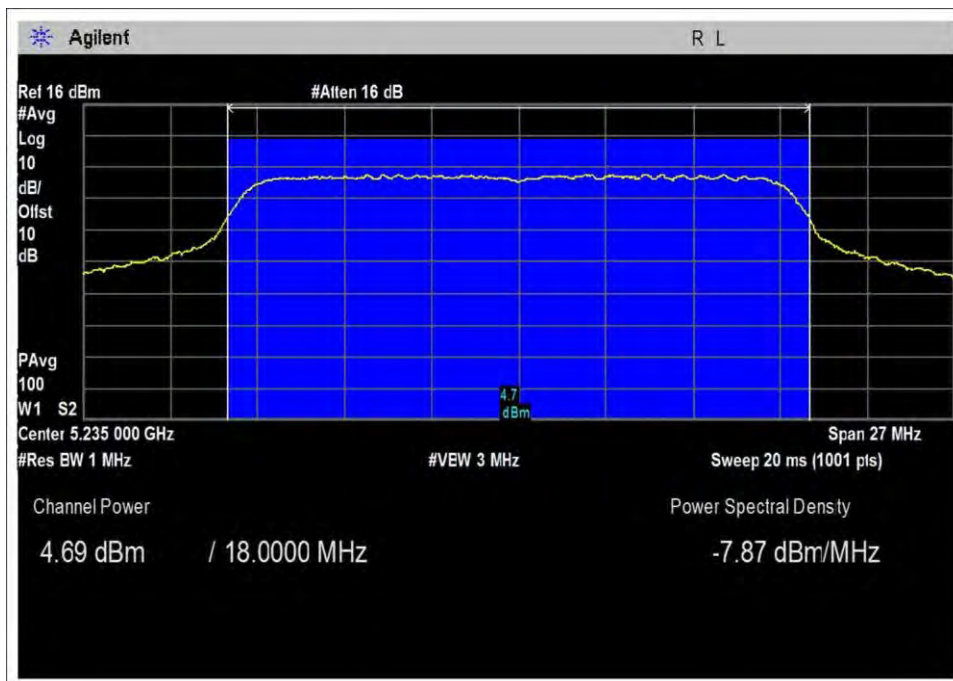 Agilent R L
Ref 16 dBm #Atten 16 dB
#Avg
Log
10
dB/
Offst
10
dB
PAvg
100
W1 S2
4.7
dBm
Center 5.235 000 GHz Span 27 MHz
#Res BW 1 MHz #VBW 3 MHz Sweep 20 ms (1001 pts)
Channel Power Power Spectral Density
4.69 dBm / 18.0000 MHz -7.87 dBm/MHz